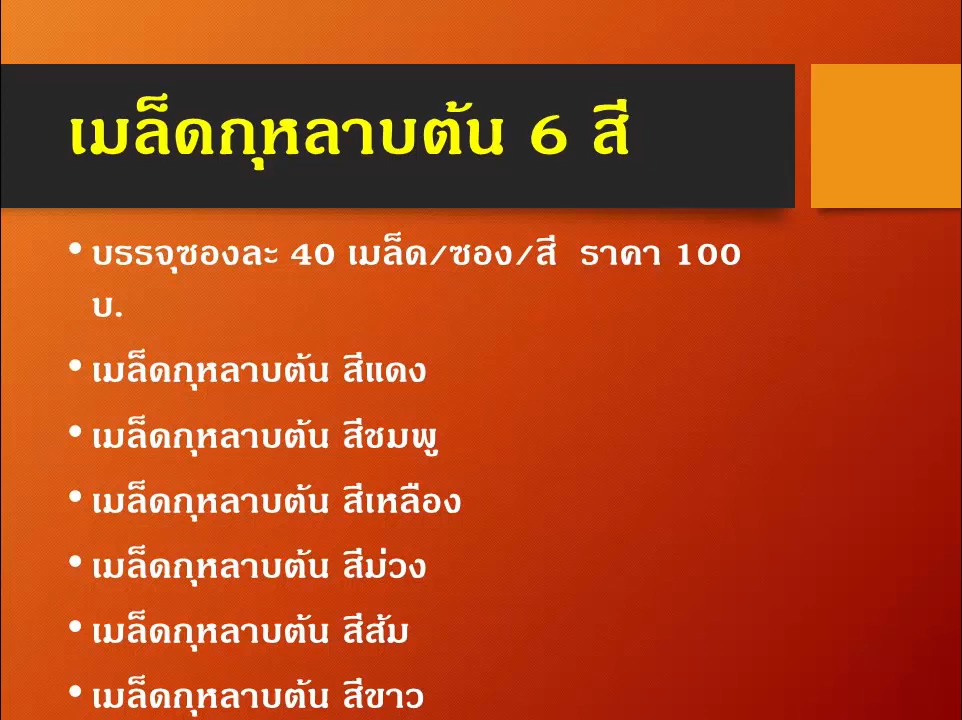 เมล็ดกุหลาบต้น 6 สี
• บรรจุซองละ 40 เมล็ด/ซอง/สี ราคา 100
บ.
• เมล็ดกุหลาบต้น สีแดง
• เมล็ดกุหลาบต้น สีชมพู
• เมล็ดกุหลาบต้น สีเหลือง
• เมล็ดกุหลาบต้น สีม่วง
• เมล็ดกุหลาบต้น สีส้ม
• เมล็ดกุหลาบต้น สีขาว